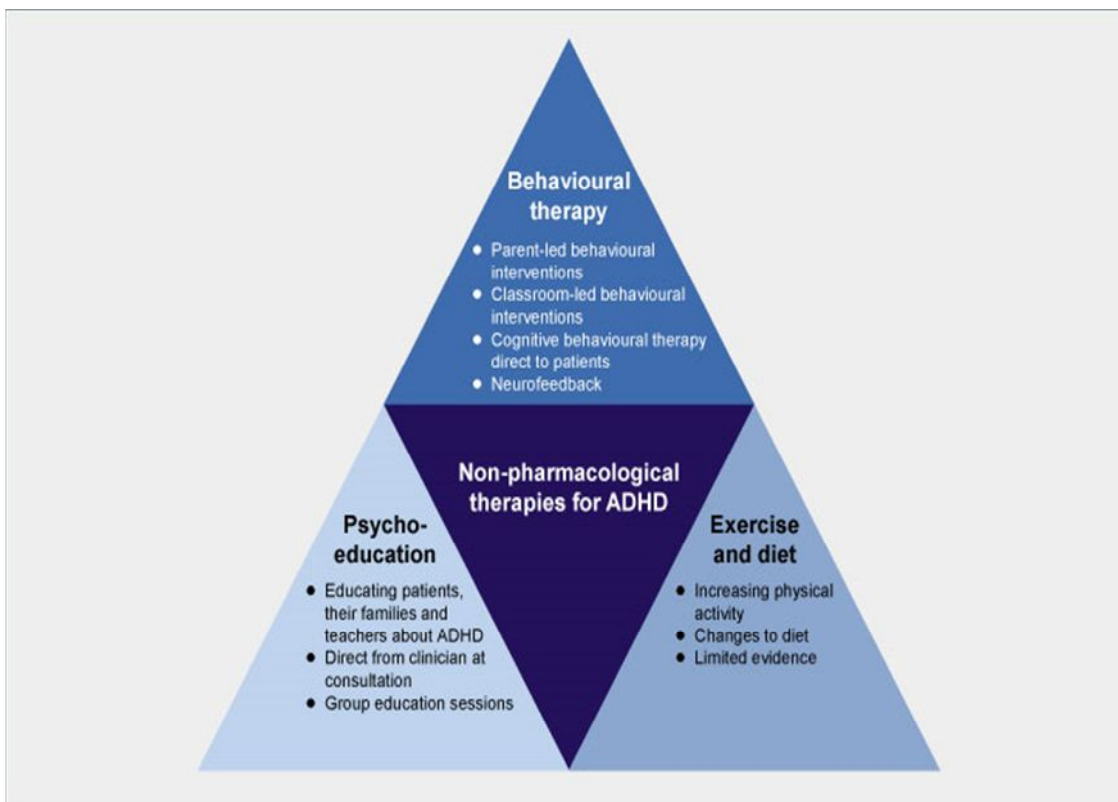 Behavioural
therapy
● Parent-led behavioural
interventions
● Classroom-led behavioural
interventions
● Cognitive behavioural therapy
direct to patients
● Neurofeedback
Non-pharmacological
therapies for ADHD
Psycho-
education
● Educating patients,
their families and
teachers about ADHD
● Direct from clinician at
consultation
● Group education sessions
Exercise
and diet
● Increasing physical
activity
● Changes to diet
● Limited evidence